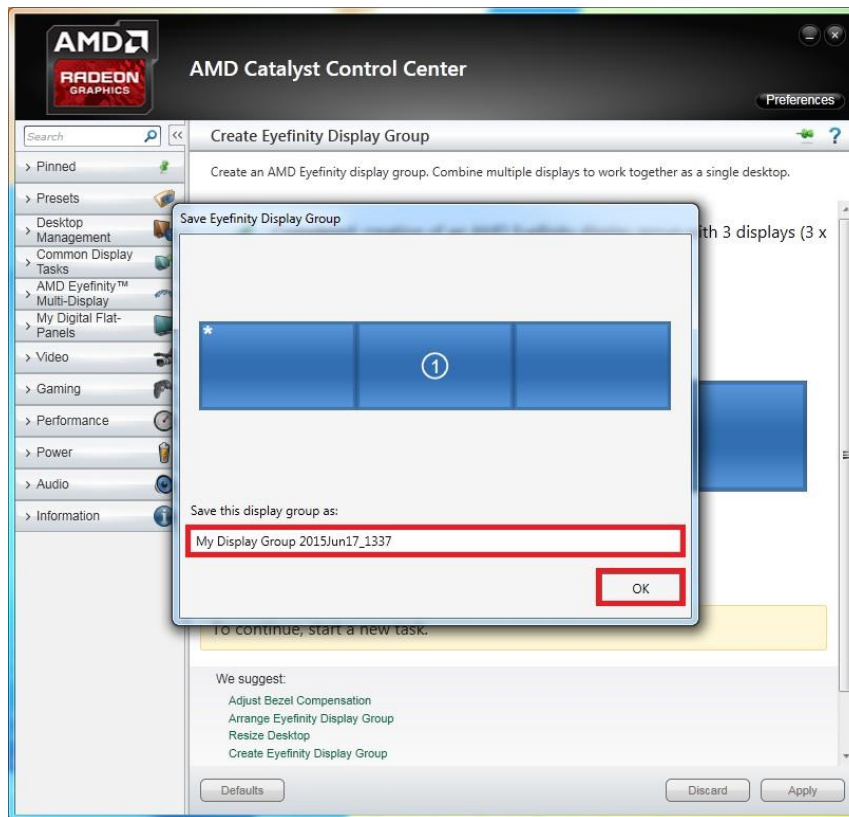 AMD
RADEON
GRAPHICS
AMD Catalyst Control Center
Preferences
Search
Create Eyefinity Display Group
?
Create an AMD Eyefinity display group. Combine multiple displays to work together as a single desktop.
Pinned
Presets
Desktop
Management
Common Display
Tasks
AMD Eyefinity™
Multi-Display
My Digital Flat-
Panels
Video
Gaming
Performance
Power
Audio
Information
ith 3 displays (3 x
Save Eyefinity Display Group
*
1
Save this display group as:
My Display Group 2015Jun17_1337
OK
To continue, start a new task.
We suggest:
Adjust Bezel Compensation
Arrange Eyefinity Display Group
Resize Desktop
Create Eyefinity Display Group
Defaults
Discard
Apply